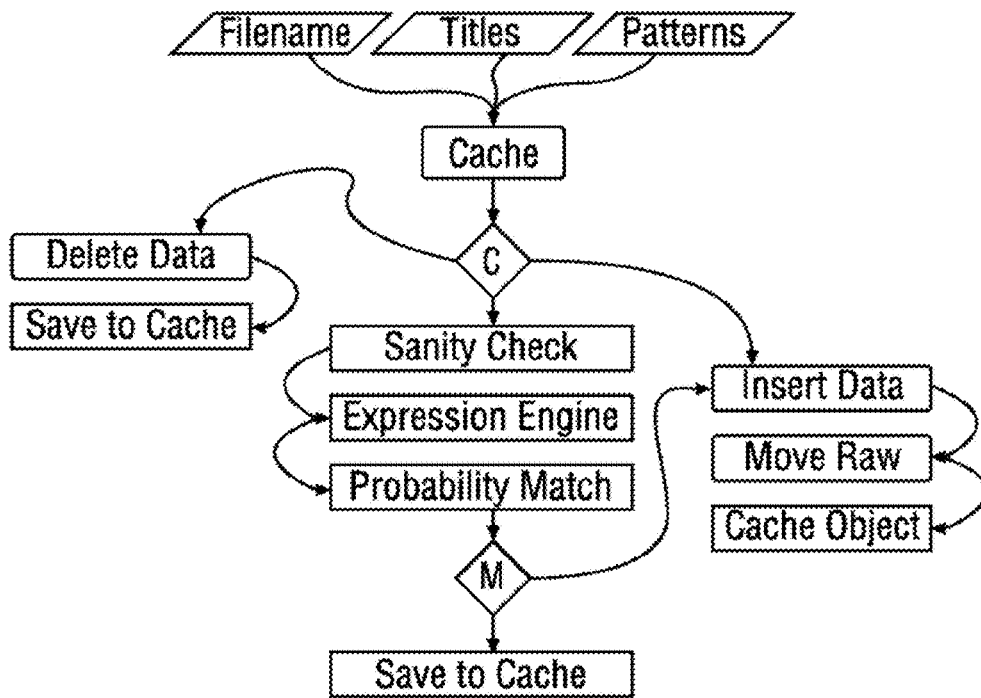 Filename
Titles
Patterns
Cache
C
Delete Data
Save to Cache
Sanity Check
Expression Engine
Probability Match
M
Save to Cache
Insert Data
Move Raw
Cache Object